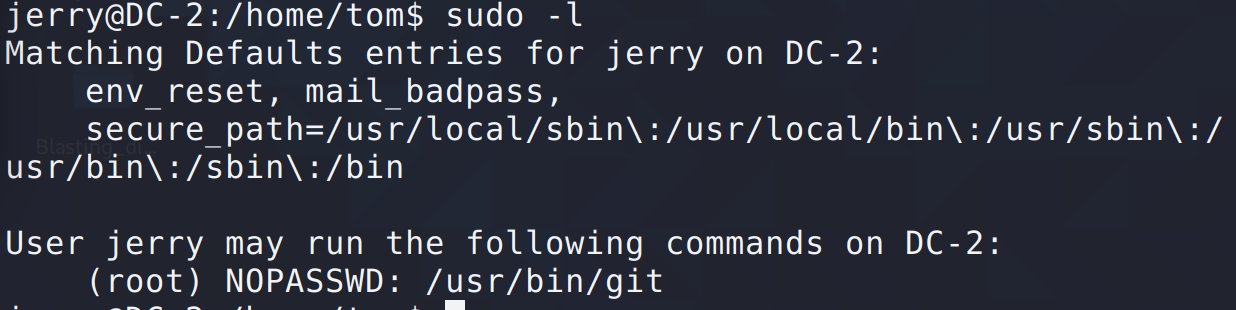 jerry@DC-2:/home/tom$ sudo -l
Matching Defaults entries for jerry on DC-2:
    env_reset, mail_badpass,
    secure_path=/usr/local/sbin\:/usr/local/bin\:/usr/sbin\:/
usr/bin\:/sbin\:/bin
User jerry may run the following commands on DC-2:
    (root) NOPASSWD: /usr/bin/git